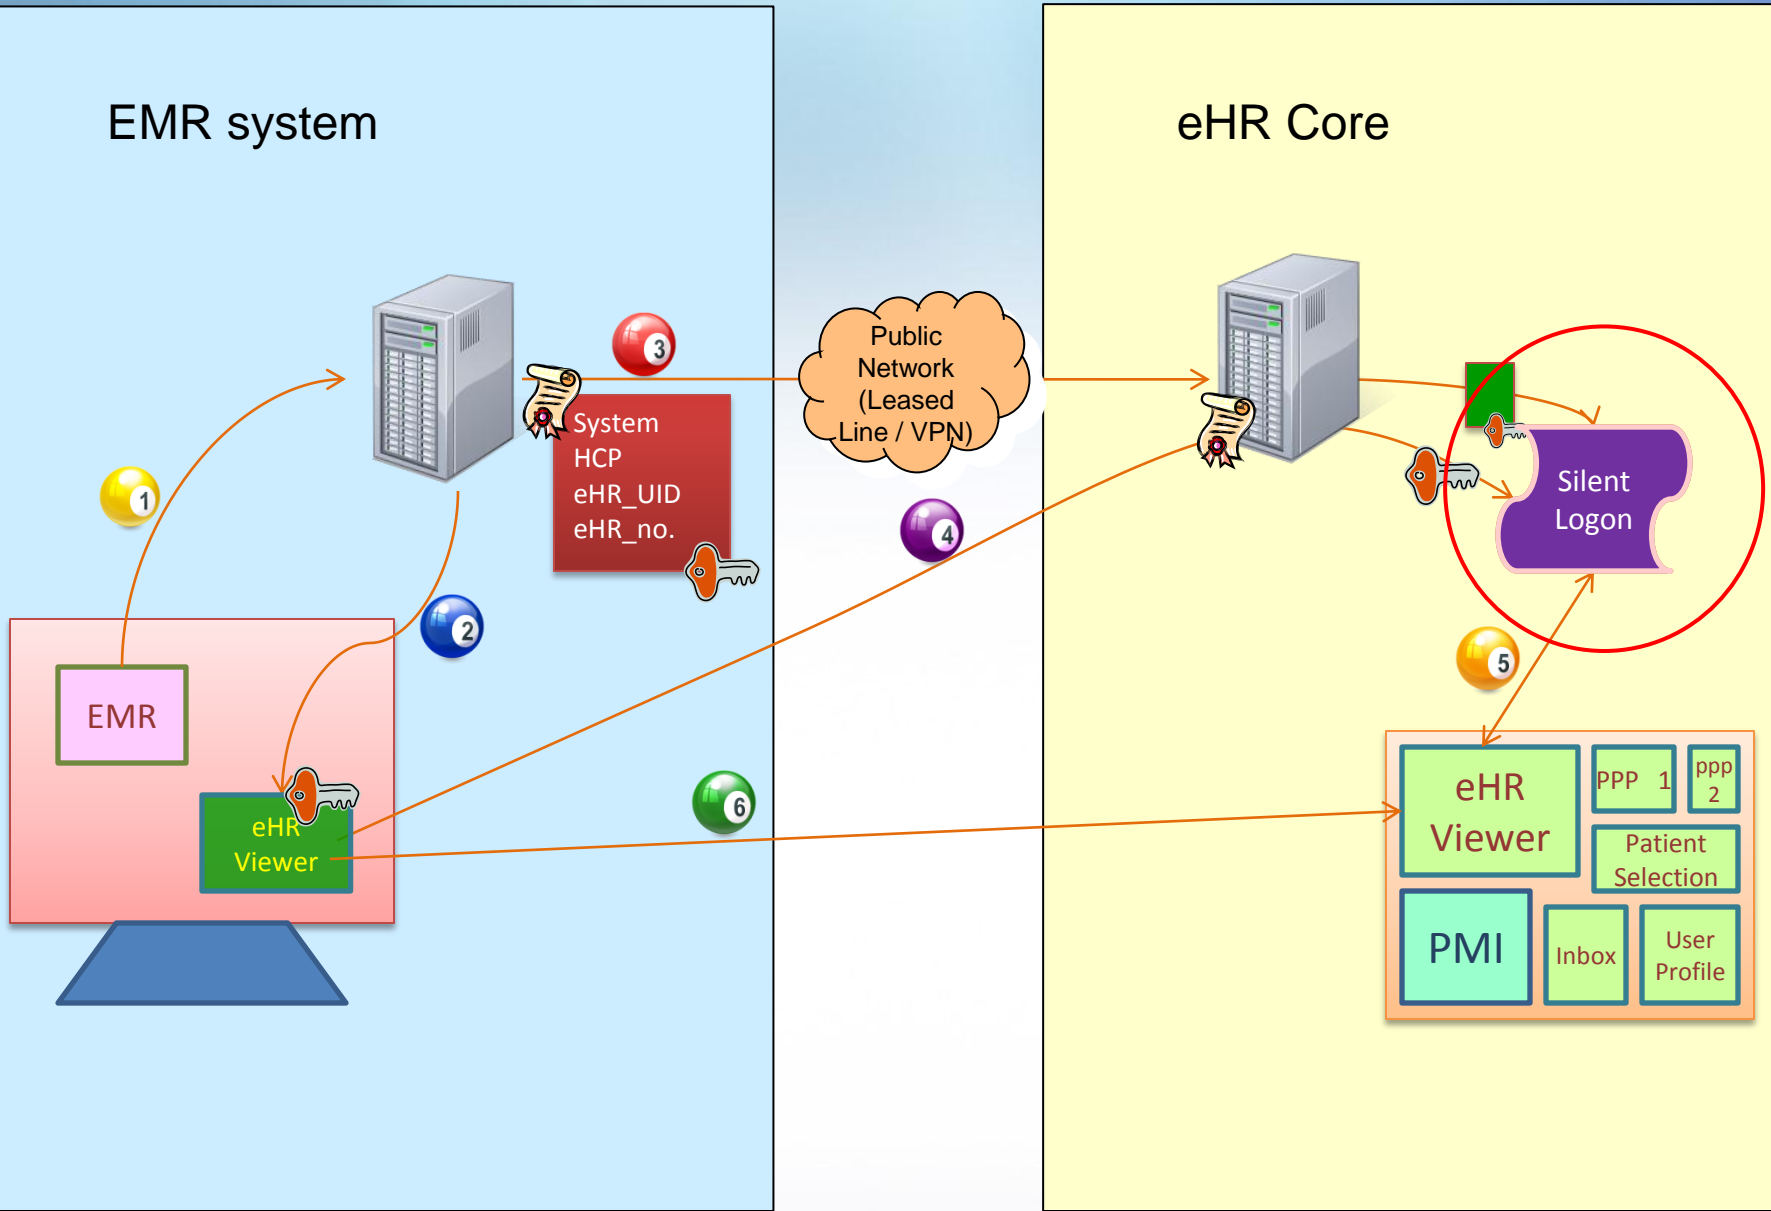 EMR system
eHR Core
Public
Network
(Leased
Line / VPN)
3
System
HCP
eHR_UID
eHR_no.
1
2
4
Silent
Logon
5
EMR
eHR
Viewer
6
eHR
Viewer
PPP 1
ppp
2
Patient
Selection
PMI
Inbox
User
Profile